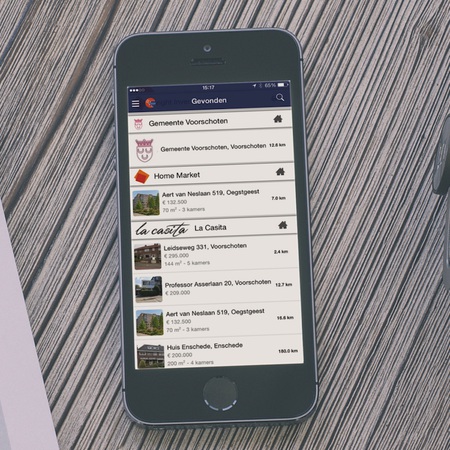 15:17
65%
Gevonden
Gemeente Voorschoten
Gemeente Voorschoten, Voorschoten 12.6 km
Home Market
Aert van Neslaan 519, Oegstgeest
€ 132.500
7.0 km
70 m² - 3 kamers
la casita La Casita
Leidseweg 331, Voorschoten
€ 295.000
2.4 km
144 m² - 5 kamers
Professor Asserlaan 20, Voorschoten
€ 209.000
12.7 km
Aert van Neslaan 519, Oegstgeest
€ 132.500
16.6 km
70 m² - 3 kamers
Huis Enschede, Enschede
€ 200.000
180.0 km
200 m² - 4 kamers